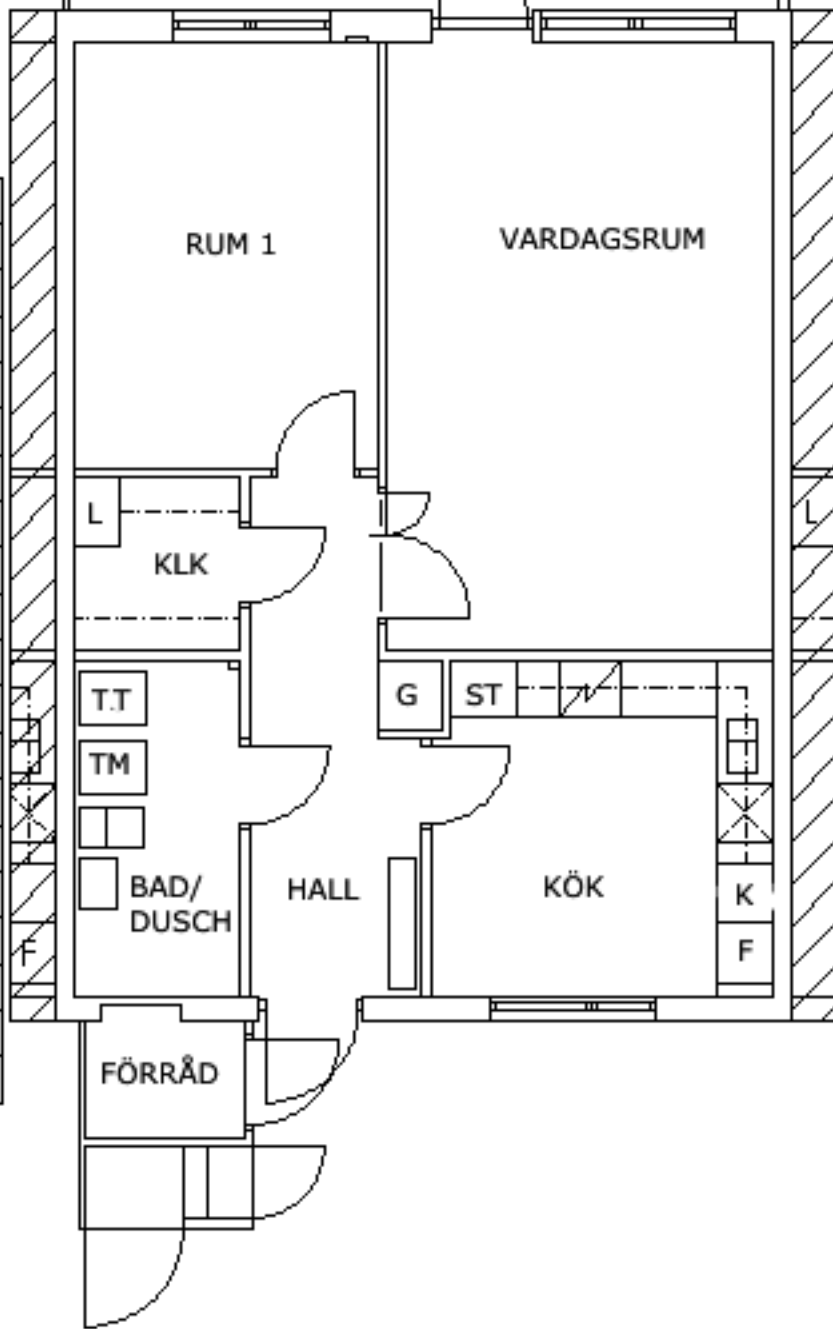 RUM 1
VARDAGSRUM
L
L
KLK
T.T
G
ST
TM
BAD/
DUSCH
HALL
KÖK
K
F
F
FÖRRÅD